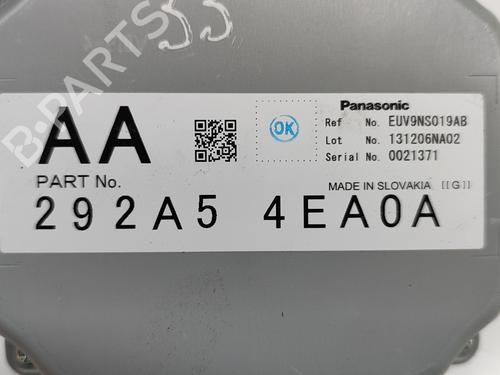 55
B-PARTS
AA
OK
Panasonic
Ref No. EUV9NS019AB
Lot No. 131206NA02
Serial No. 0021371
PART No.
MADE IN SLOVAKIA [[G]]
292A5 4EA0A